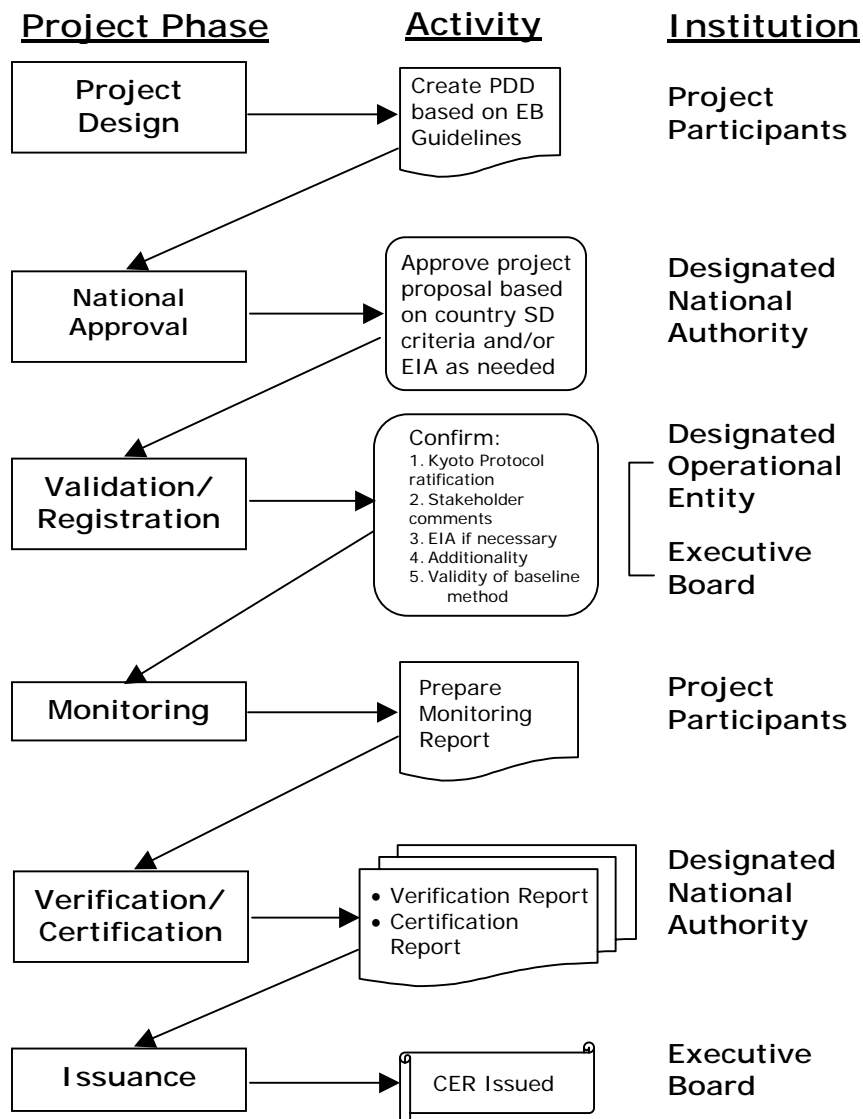 Project Phase
Activity
Institution
Project
Design
Create PDD
based on EB
Guidelines
Project
Participants
National
Approval
Approve project
proposal based
on country SD
criteria and/or
EIA as needed
Designated
National
Authority
Validation/
Registration
Confirm:
1. Kyoto Protocol
ratification
2. Stakeholder
comments
3. EIA if necessary
4. Additionality
5. Validity of baseline
method
Designated
Operational
Entity
Executive
Board
Monitoring
Prepare
Monitoring
Report
Project
Participants
Verification/
Certification
• Verification Report
• Certification
Report
Designated
National
Authority
Issuance
CER Issued
Executive
Board